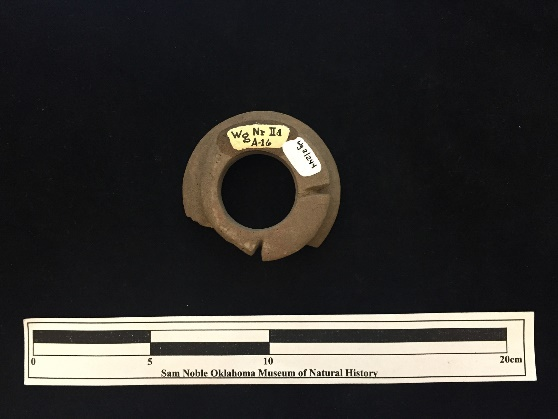 Wg Nr II1
A-16
0 5 10 20cm
Sam Noble Oklahoma Museum of Natural History